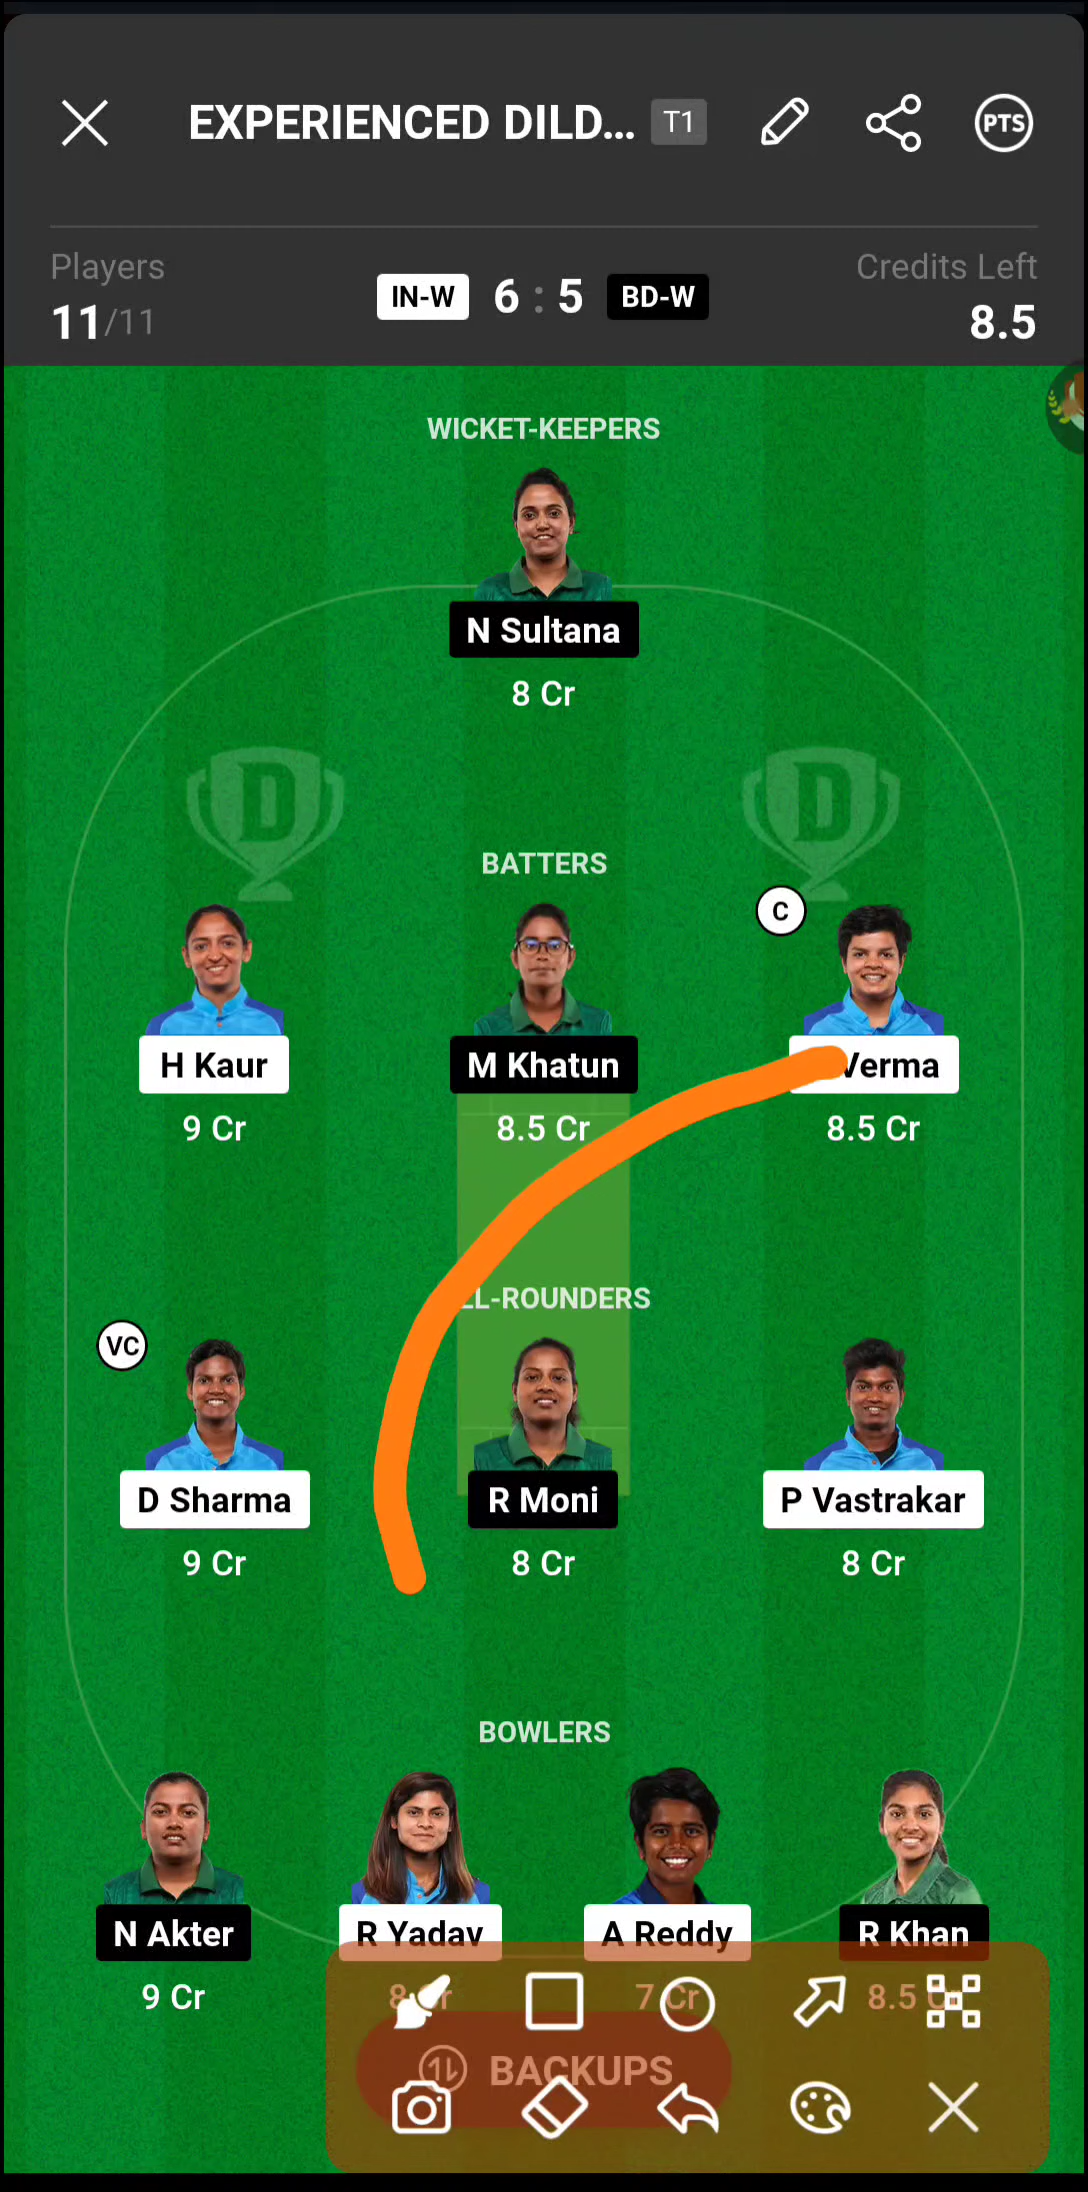 EXPERIENCED DILD... T1 PTS
Players
Credits Left
11/11
IN-W 6 : 5 BD-W
8.5
WICKET-KEEPERS
N Sultana
8 Cr
D D
BATTERS
C
H Kaur M Khatun Verma
9 Cr 8.5 Cr 8.5 Cr
LL-ROUNDERS
VC
D Sharma R Moni P Vastrakar
9 Cr 8 Cr 8 Cr
BOWLERS
N Akter R Yadav A Reddy R Khan
9 Cr 7 Cr 8.5
BACKUPS